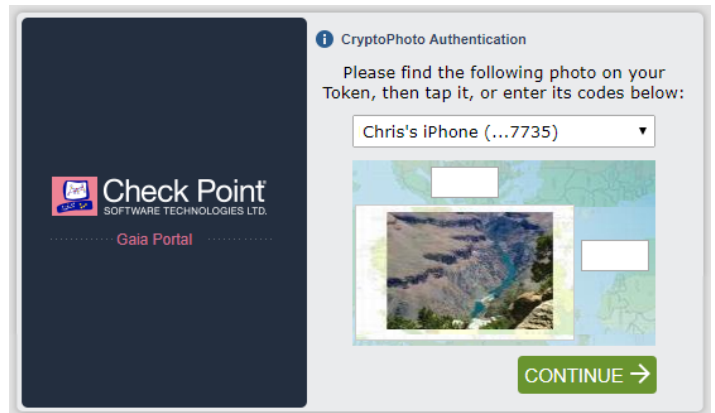 CryptoPhoto Authentication
Please find the following photo on your
Token, then tap it, or enter its codes below:
Chris's iPhone (...7735)
Check Point
SOFTWARE TECHNOLOGIES LTD.
Gaia Portal
CONTINUE →